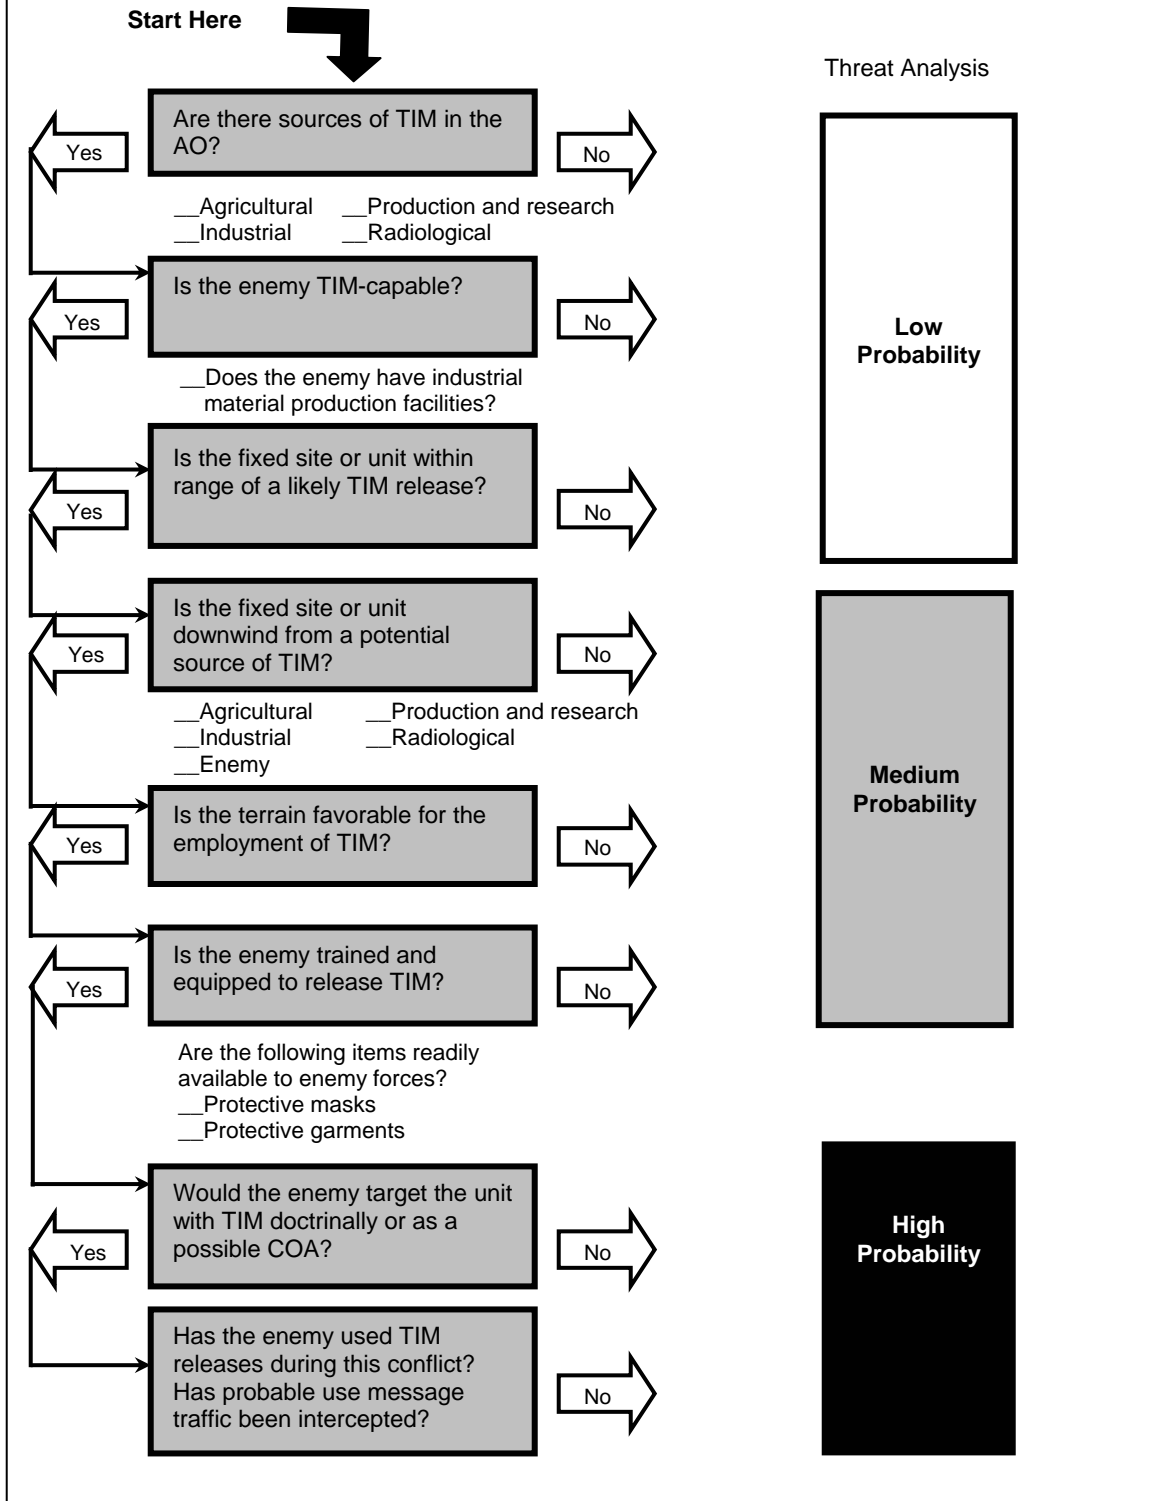 Start Here
Threat Analysis
Are there sources of TIM in the
AO?
Yes
No
__Agricultural __Production and research
__Industrial __Radiological
Is the enemy TIM-capable?
Yes
No
__Does the enemy have industrial
material production facilities?
Low
Probability
Is the fixed site or unit within
range of a likely TIM release?
Yes
No
Is the fixed site or unit
downwind from a potential
source of TIM?
Yes
No
__Agricultural __Production and research
__Industrial __Radiological
__Enemy
Medium
Probability
Is the terrain favorable for the
employment of TIM?
Yes
No
Is the enemy trained and
equipped to release TIM?
Yes
No
Are the following items readily
available to enemy forces?
__Protective masks
__Protective garments
Would the enemy target the unit
with TIM doctrinally or as a
possible COA?
Yes
No
High
Probability
Has the enemy used TIM
releases during this conflict?
Has probable use message
traffic been intercepted?
No